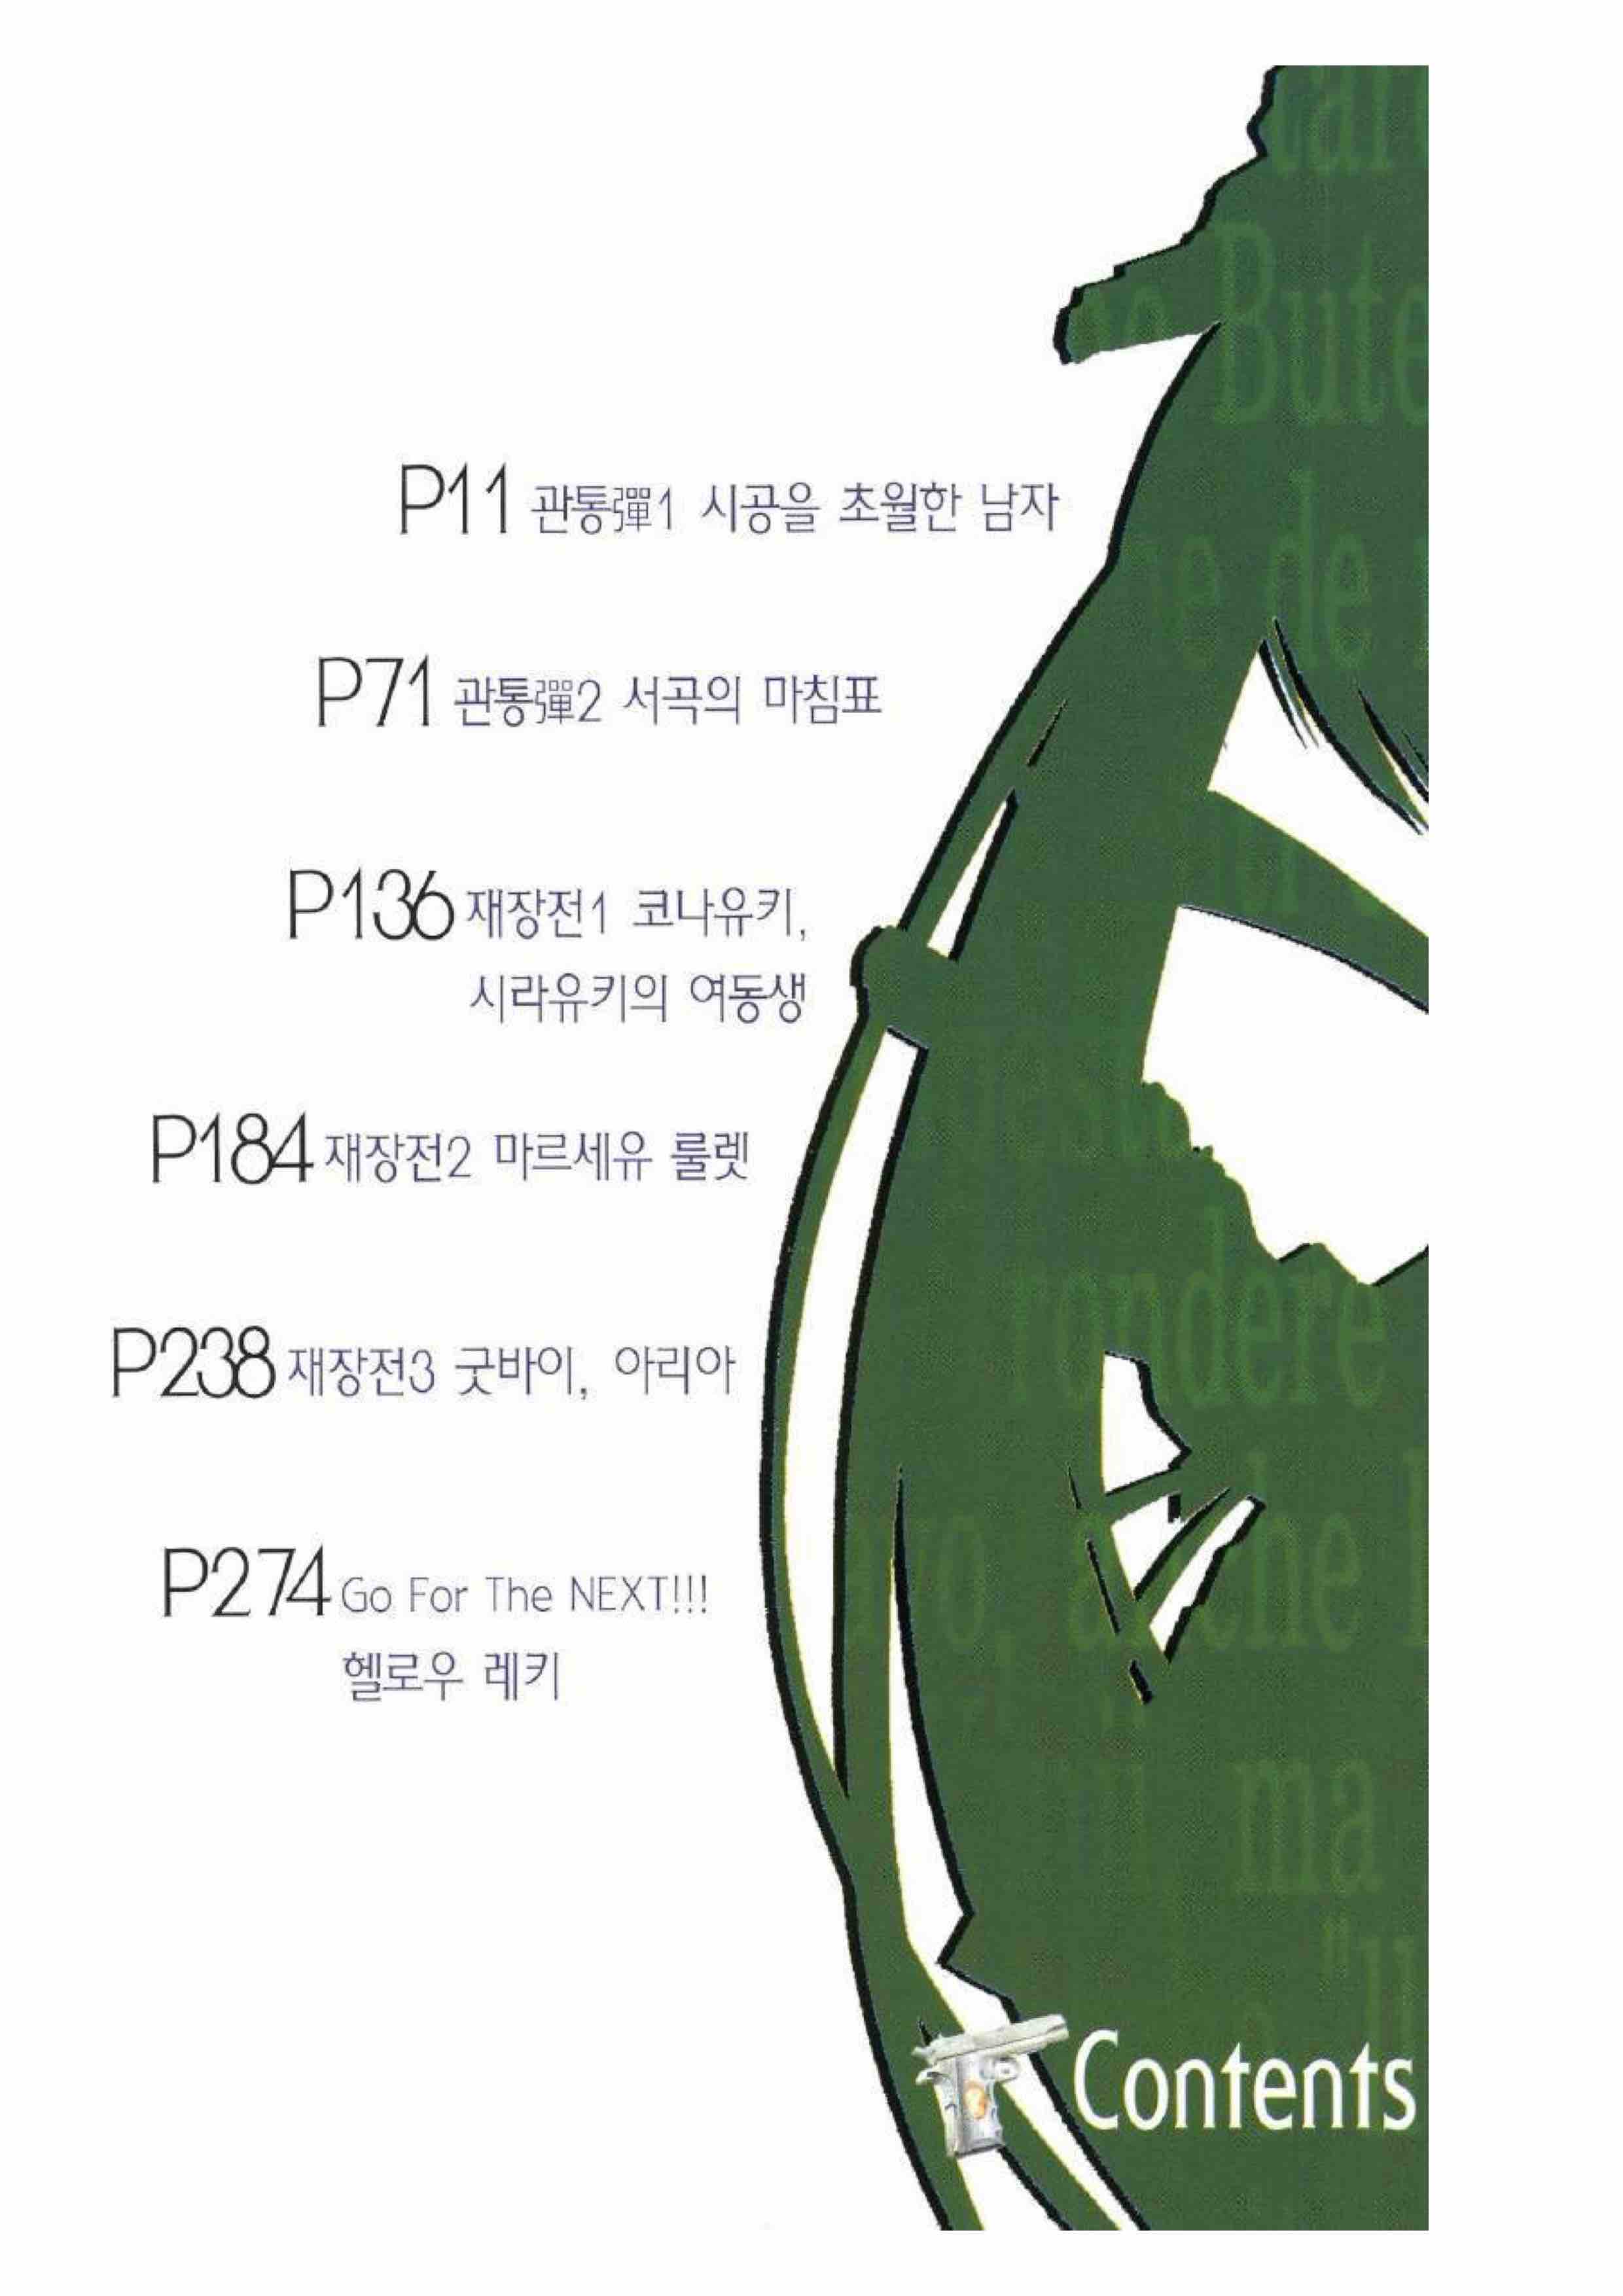 P11 관통彈1 시공을 초월한 남자
P71 관통彈2 서곡의 마침표
P136 재장전1 코나유키,
시라유키의 여동생
P184 재장전2 마르세유 룰렛
P238 재장전3 굿바이, 아리아
P274 Go For The NEXT!!!
헬로우 레키
Contents
de
rondere
ma